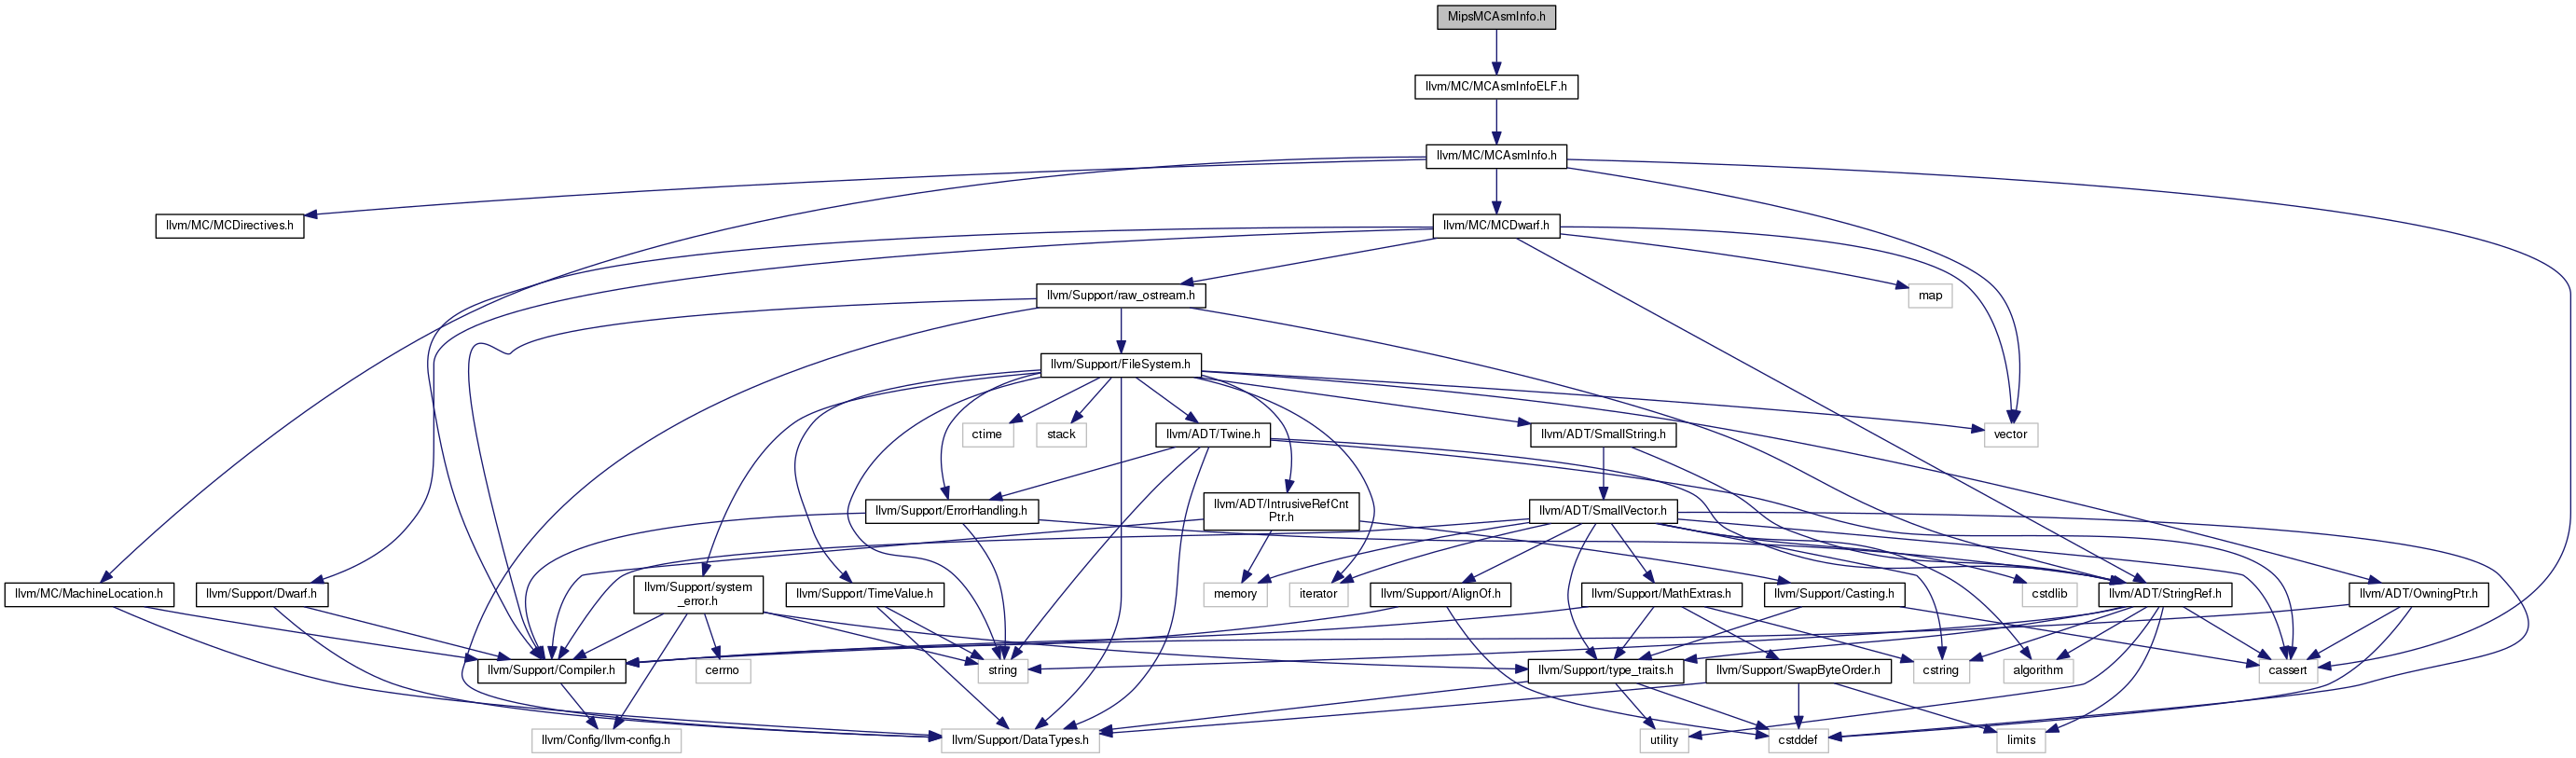 MipsMCAsmInfo.h
llvm/MC/MCAsmInfoELF.h
llvm/MC/MCAsmInfo.h
llvm/MC/MCDirectives.h
llvm/MC/MCDwarf.h
llvm/Support/raw_ostream.h
map
llvm/Support/FileSystem.h
ctime
stack
llvm/ADT/Twine.h
llvm/ADT/SmallString.h
vector
llvm/Support/ErrorHandling.h
llvm/ADT/IntrusiveRefCnt
Ptr.h
llvm/ADT/SmallVector.h
llvm/MC/MachineLocation.h
llvm/Support/Dwarf.h
llvm/Support/system
_error.h
llvm/Support/TimeValue.h
memory
iterator
llvm/Support/AlignOf.h
llvm/Support/MathExtras.h
llvm/Support/Casting.h
cstdlib
llvm/ADT/StringRef.h
llvm/ADT/OwningPtr.h
llvm/Support/Compiler.h
cerrno
string
llvm/Support/type_traits.h
llvm/Support/SwapByteOrder.h
cstring
algorithm
cassert
llvm/Config/llvm-config.h
llvm/Support/DataTypes.h
utility
cstddef
limits